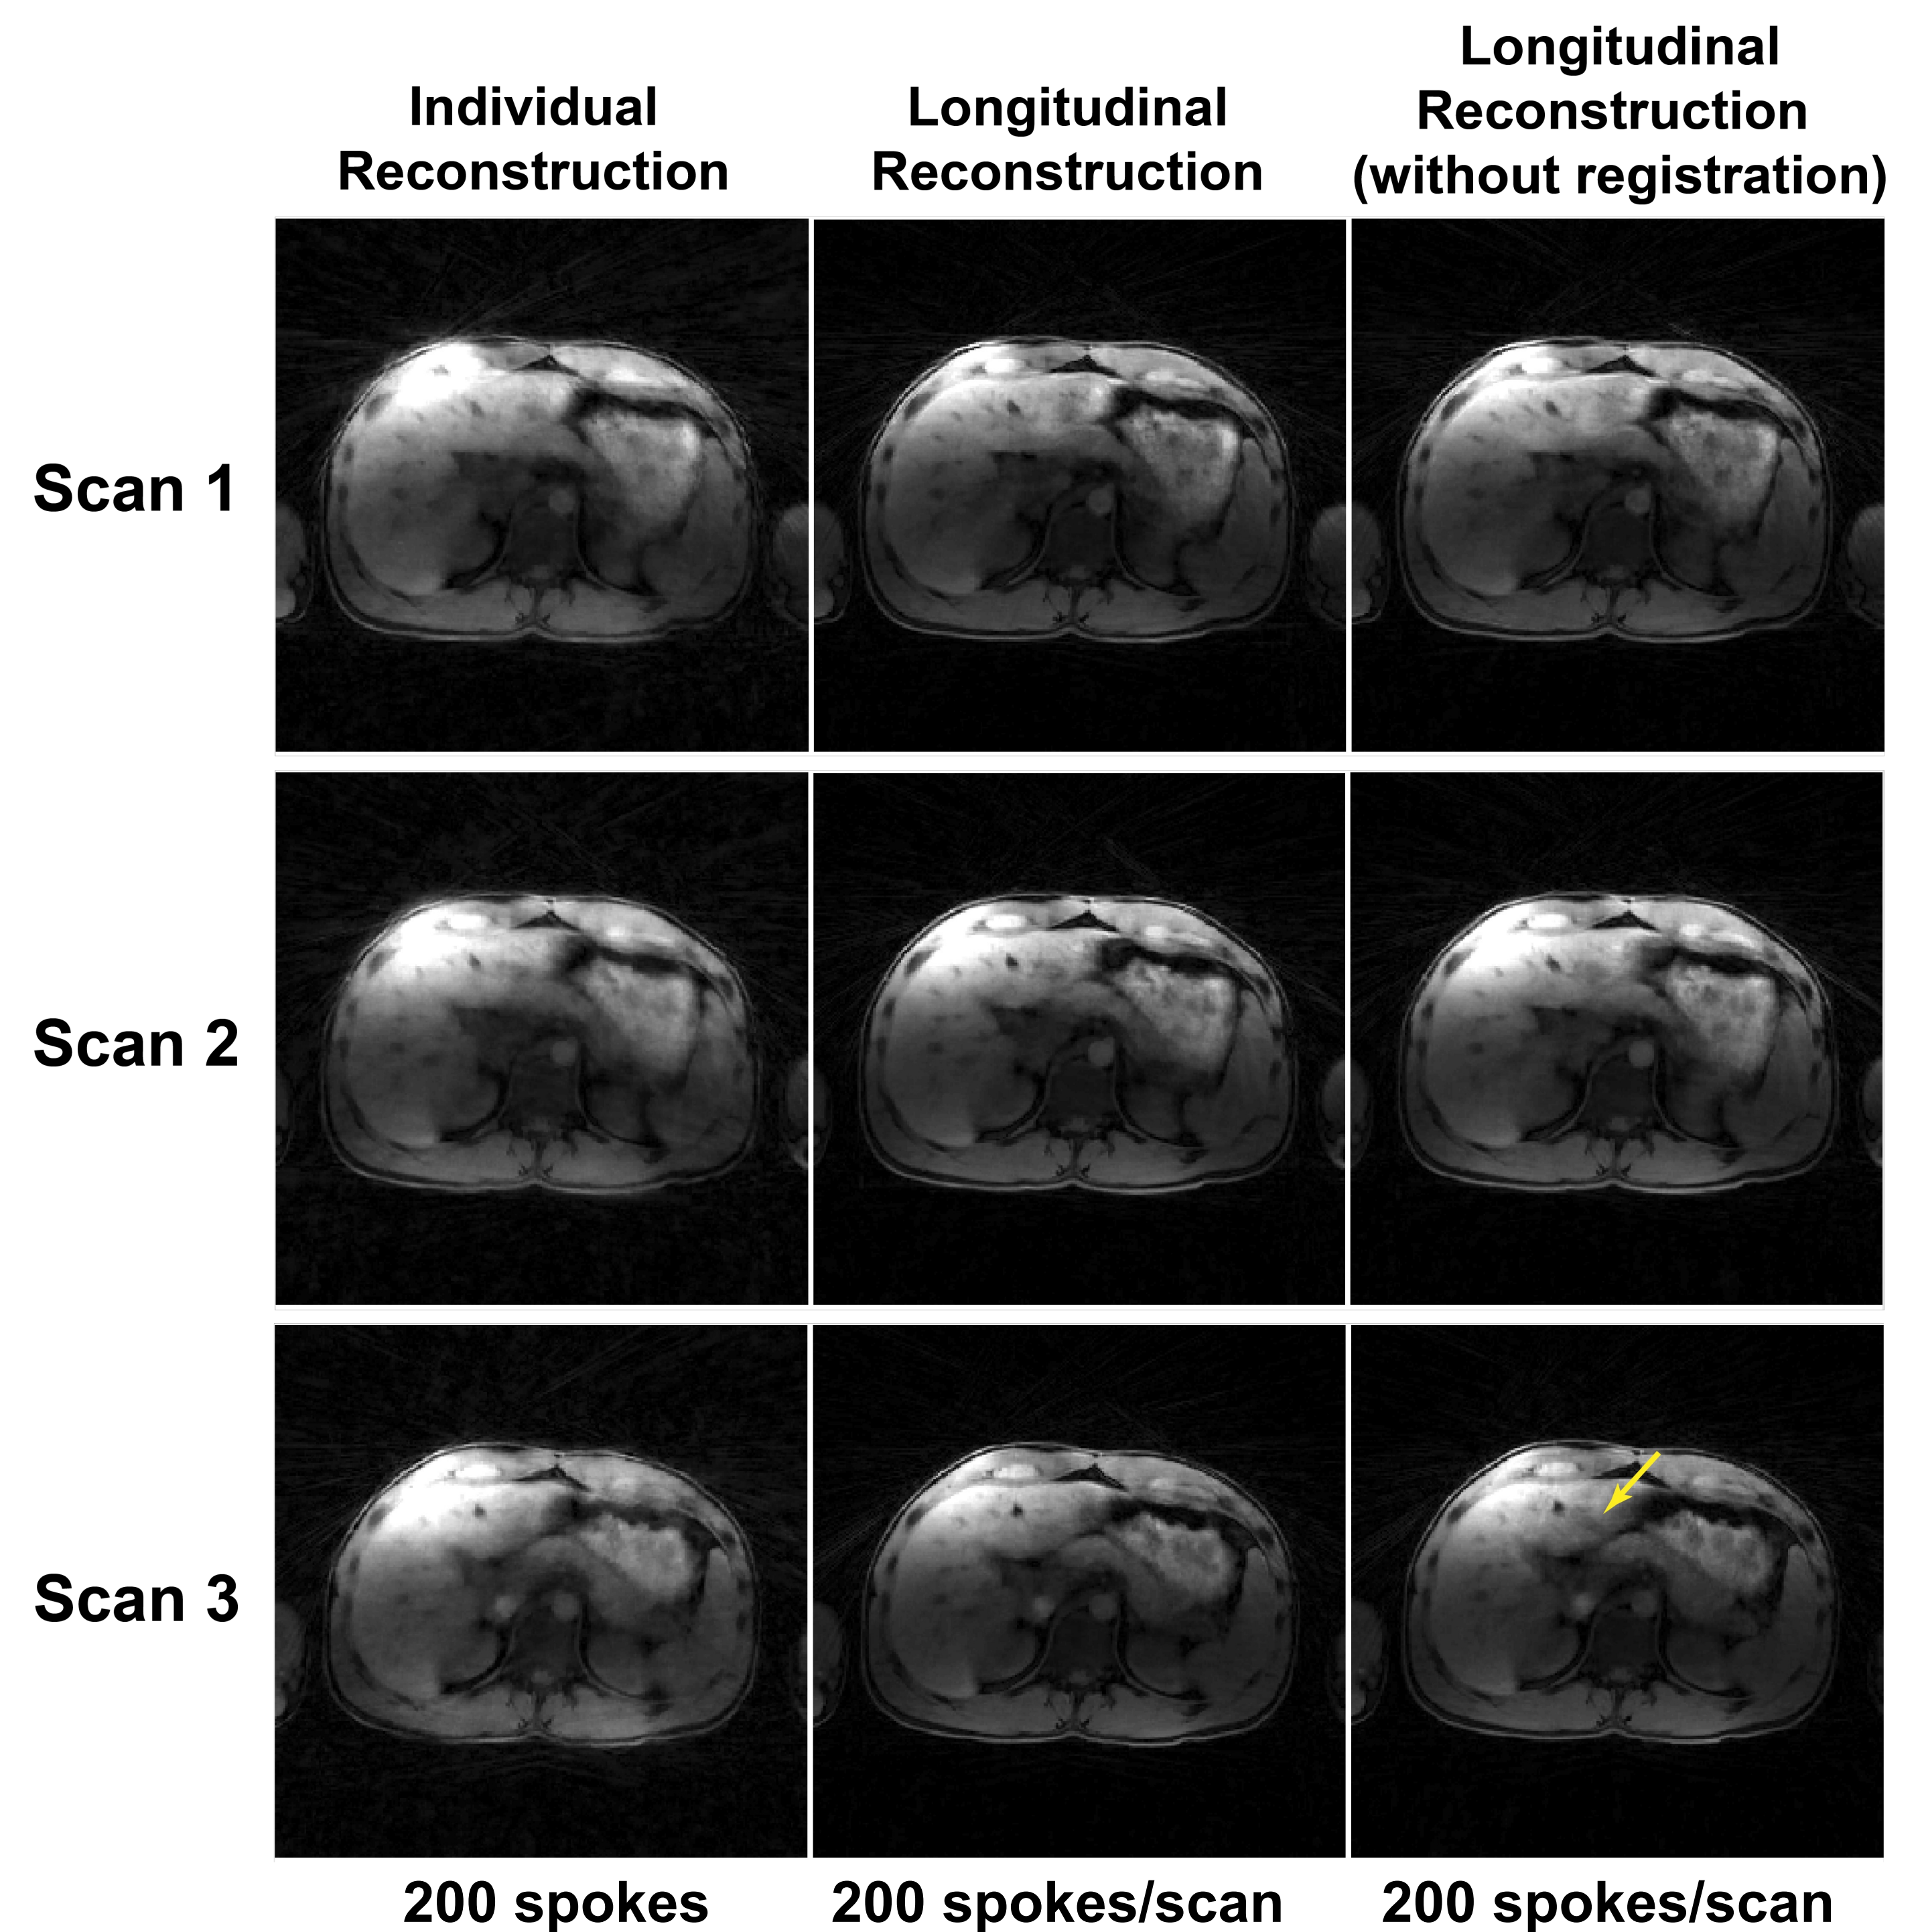 Individual
Reconstruction
Longitudinal
Reconstruction
Longitudinal
Reconstruction
(without registration)
Scan 1
Scan 2
Scan 3
200 spokes
200 spokes/scan
200 spokes/scan